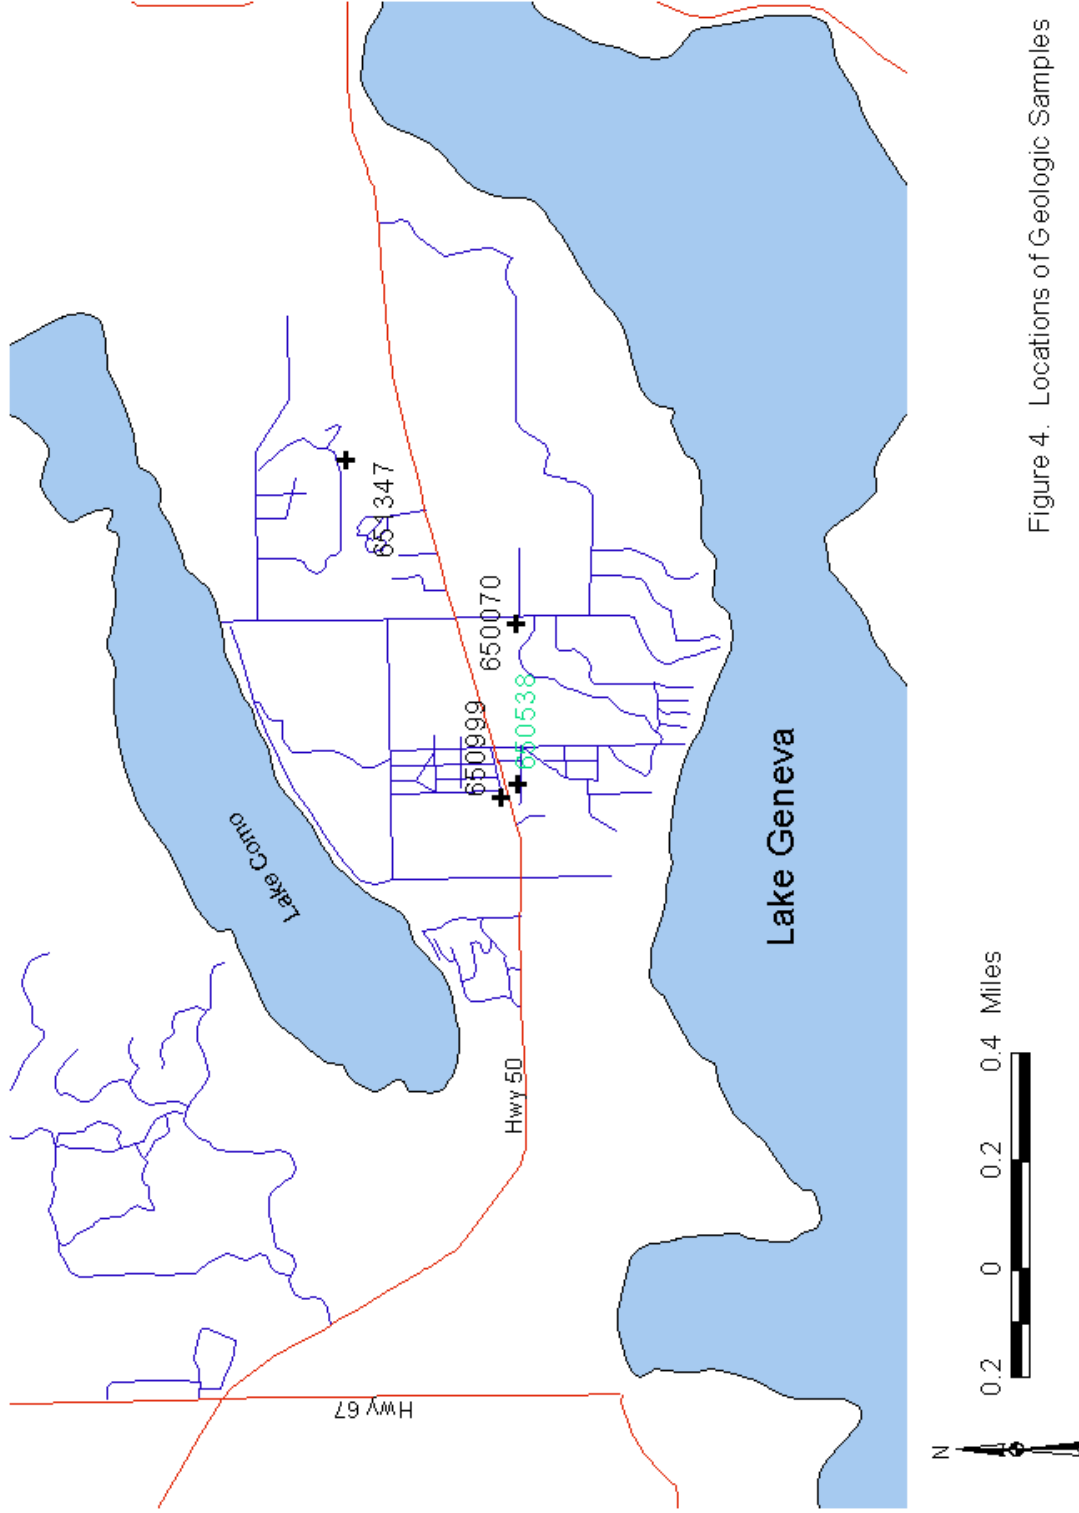 Lake Como
651347
650070
650999
650538
Hwy 50
Hwy 67
Lake Geneva
0.2 0 0.2 0.4 Miles
N
Figure 4. Locations of Geologic Samples